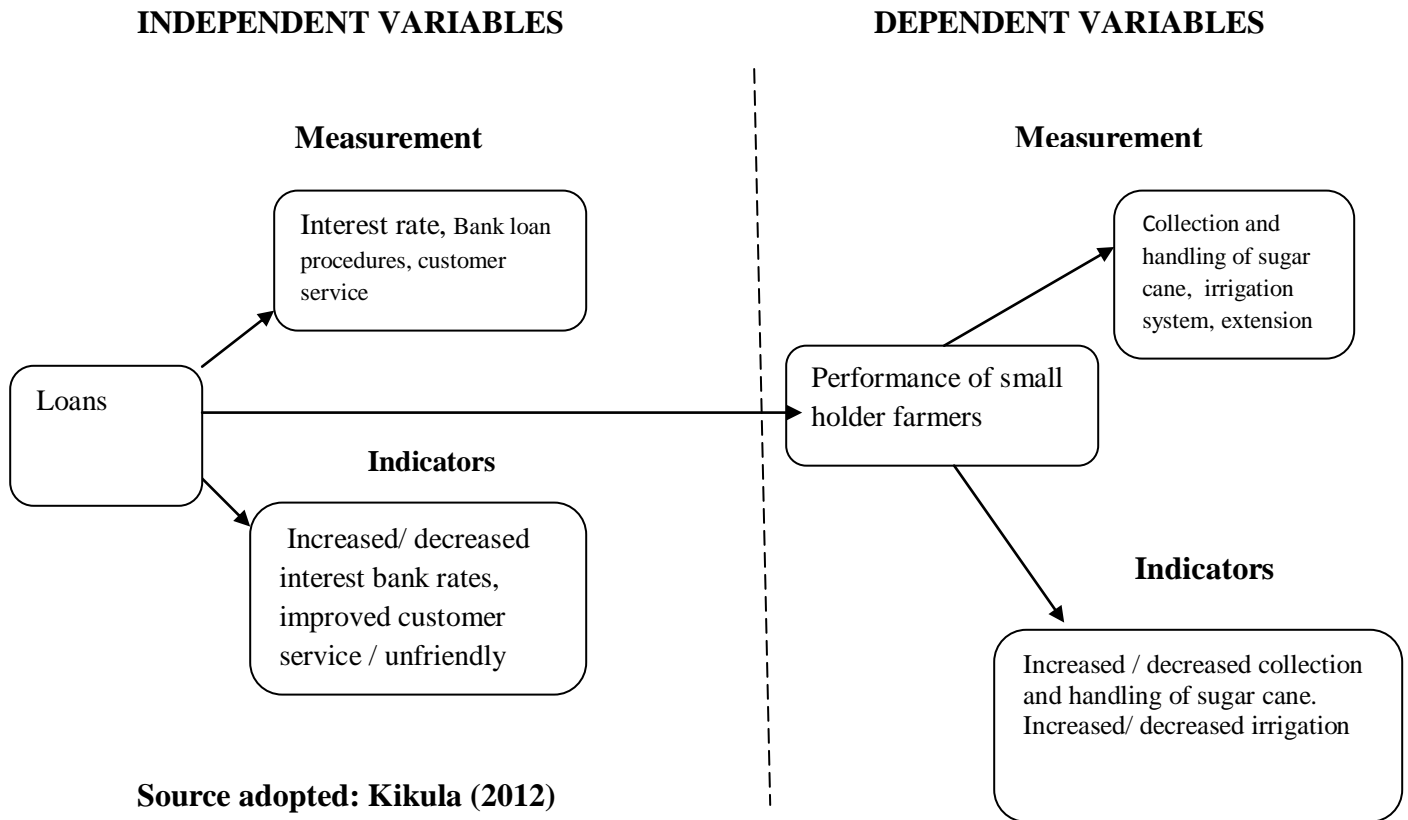 INDEPENDENT VARIABLES
DEPENDENT VARIABLES
Measurement
Measurement
Interest rate, Bank loan
procedures, customer
service
Collection and
handling of sugar
cane, irrigation
system, extension
Loans
Performance of small
holder farmers
Indicators
Increased/ decreased
interest bank rates,
improved customer
service / unfriendly
Indicators
Increased / decreased collection
and handling of sugar cane.
Increased/ decreased irrigation
Source adopted: Kikula (2012)